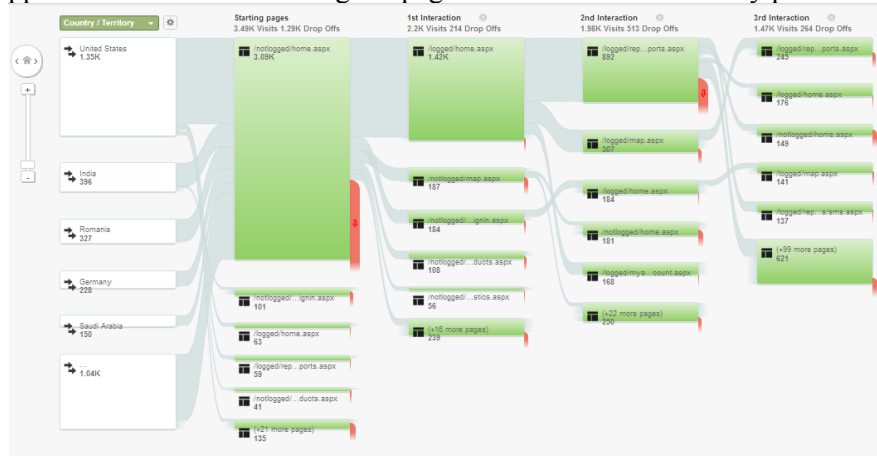 Country / Territory
Starting pages
3.49K Visits 1.29K Drop Offs
1st Interaction
2.2K Visits 214 Drop Offs
2nd Interaction
1.98K Visits 513 Drop Offs
3rd Interaction
1.47K Visits 264 Drop Offs
United States
1.35K
India
396
Romania
327
Germany
228
Saudi Arabia
150
...
1.04K
/notlogged/home.aspx
3.09K
/notlogged/...ignin.aspx
101
/logged/home.aspx
63
/logged/rep...ports.aspx
59
/notlogged/...ducts.aspx
41
(+21 more pages)
135
/logged/home.aspx
1.42K
/notlogged/map.aspx
187
/notlogged/...ignin.aspx
184
/notlogged/...ducts.aspx
108
/notlogged/...stics.aspx
56
(+16 more pages)
239
/logged/rep...ports.aspx
892
/logged/map.aspx
307
/logged/home.aspx
184
/notlogged/home.aspx
181
/logged/mya...count.aspx
168
(+22 more pages)
250
/logged/rep...ports.aspx
245
/logged/home.aspx
176
/notlogged/home.aspx
149
/logged/map.aspx
141
/logged/rep...s/sms.aspx
137
(+99 more pages)
621